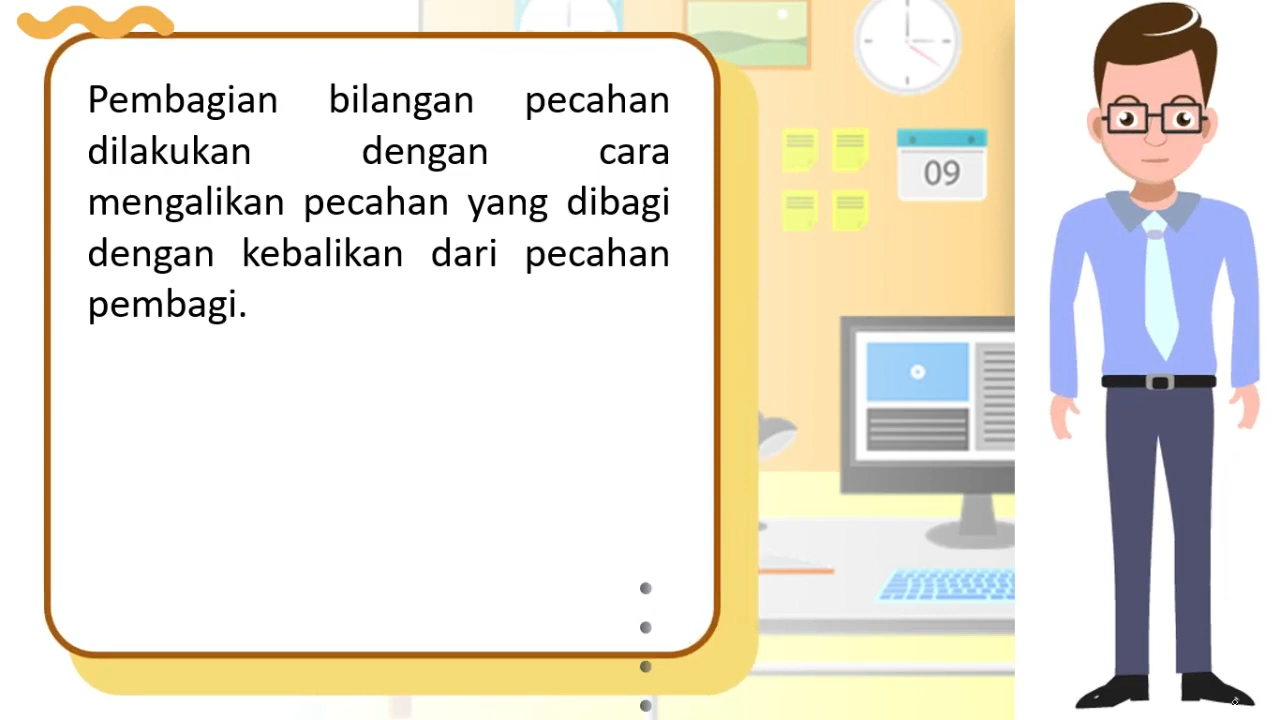 Pembagian bilangan pecahan
dilakukan dengan cara
mengalikan pecahan yang dibagi
dengan kebalikan dari pecahan
pembagi.
09